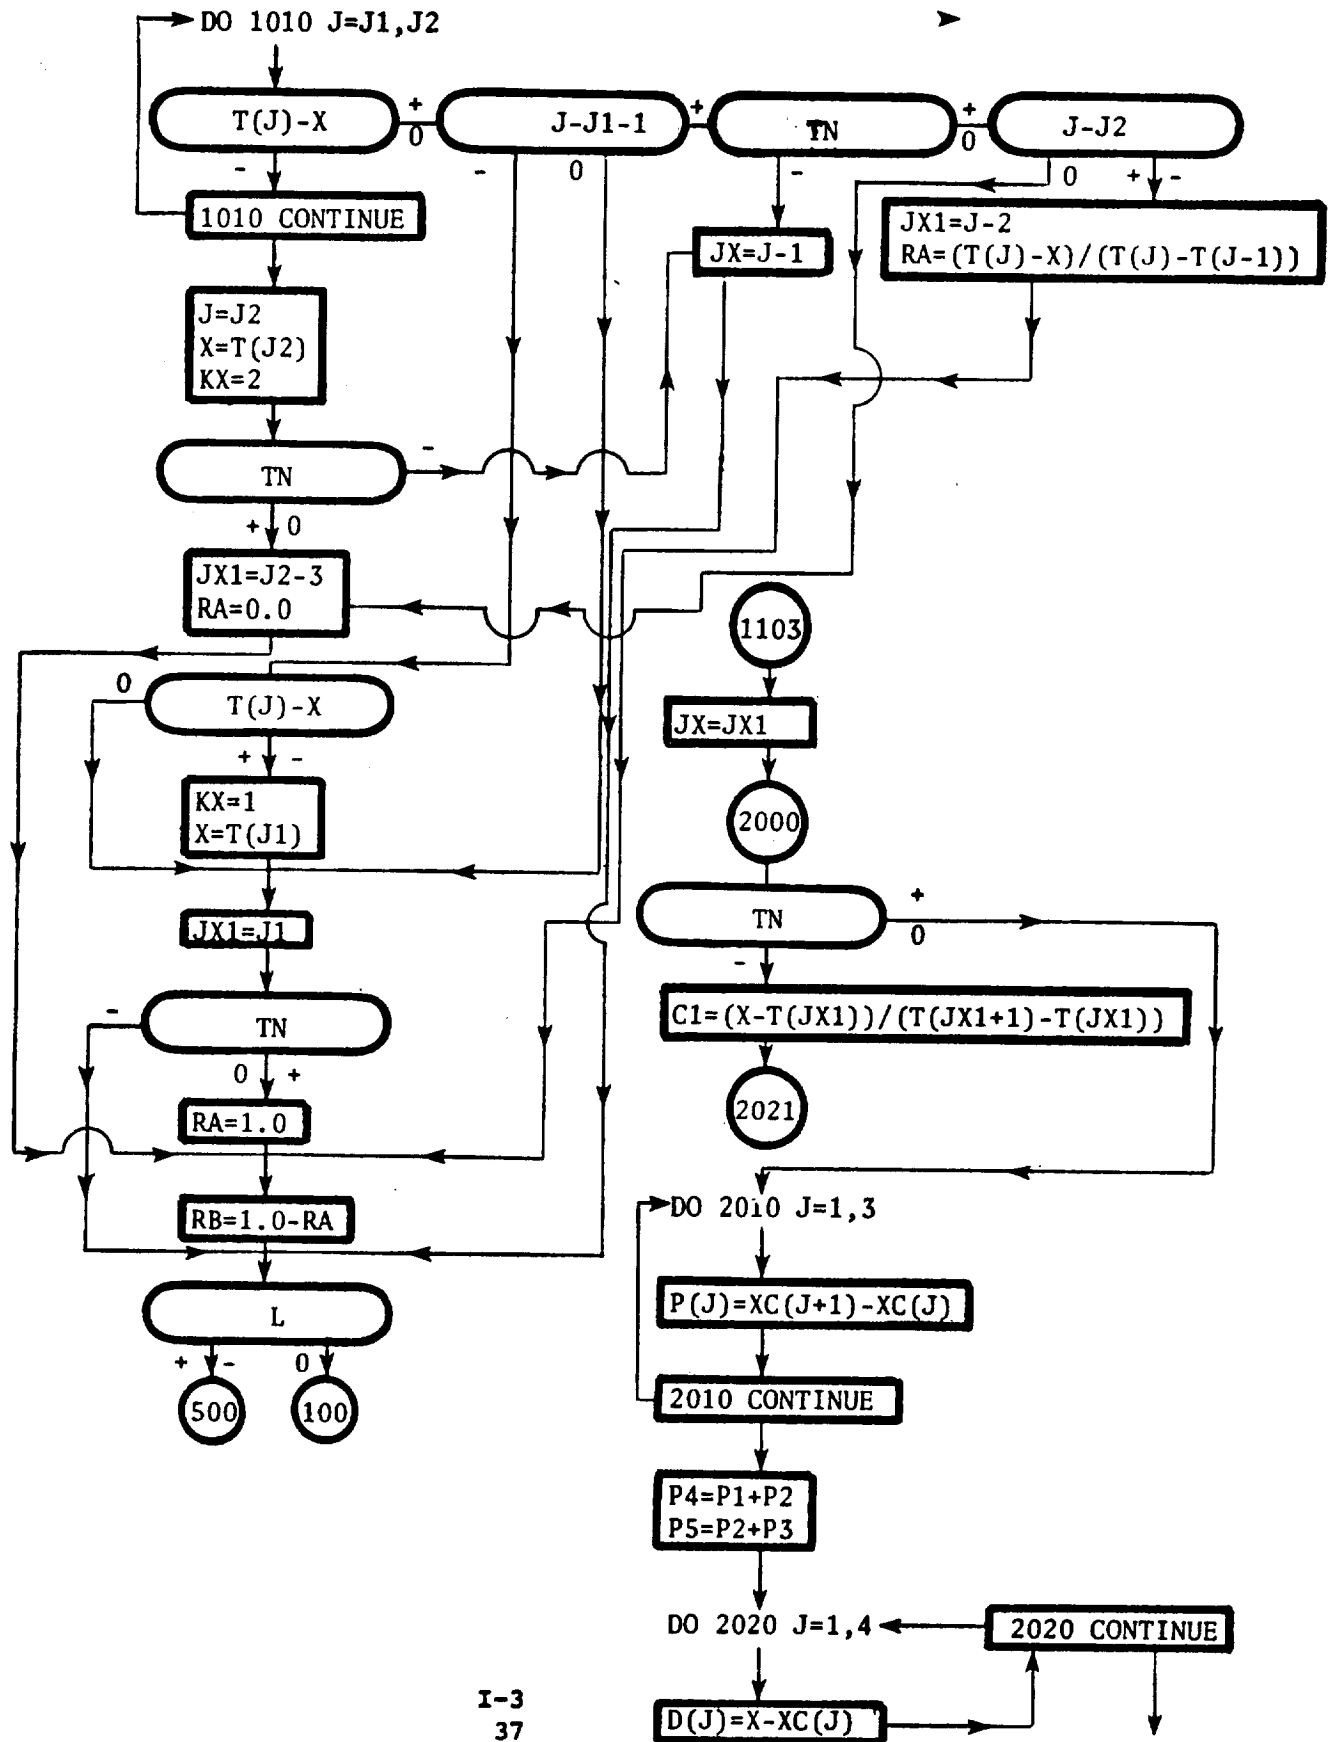 DO 1010 J=J1,J2
T(J)-X
+
0
J-J1-1
+
TN
+
0
J-J2
-
1010 CONTINUE
-
0
-
0
+ -
JX=J-1
JX1=J-2
RA=(T(J)-X)/(T(J)-T(J-1))
J=J2
X=T(J2)
KX=2
TN
-
+ 0
JX1=J2-3
RA=0.0
0
T(J)-X
+ -
KX=1
X=T(J1)
JX1=J1
-
TN
0 +
RA=1.0
RB=1.0-RA
L
+ -
0
500
100
1103
JX=JX1
2000
TN
+
0
-
C1=(X-T(JX1))/(T(JX1+1)-T(JX1))
2021
DO 2010 J=1,3
P(J)=XC(J+1)-XC(J)
2010 CONTINUE
P4=P1+P2
P5=P2+P3
DO 2020 J=1,4
2020 CONTINUE
D(J)=X-XC(J)
I-3
37